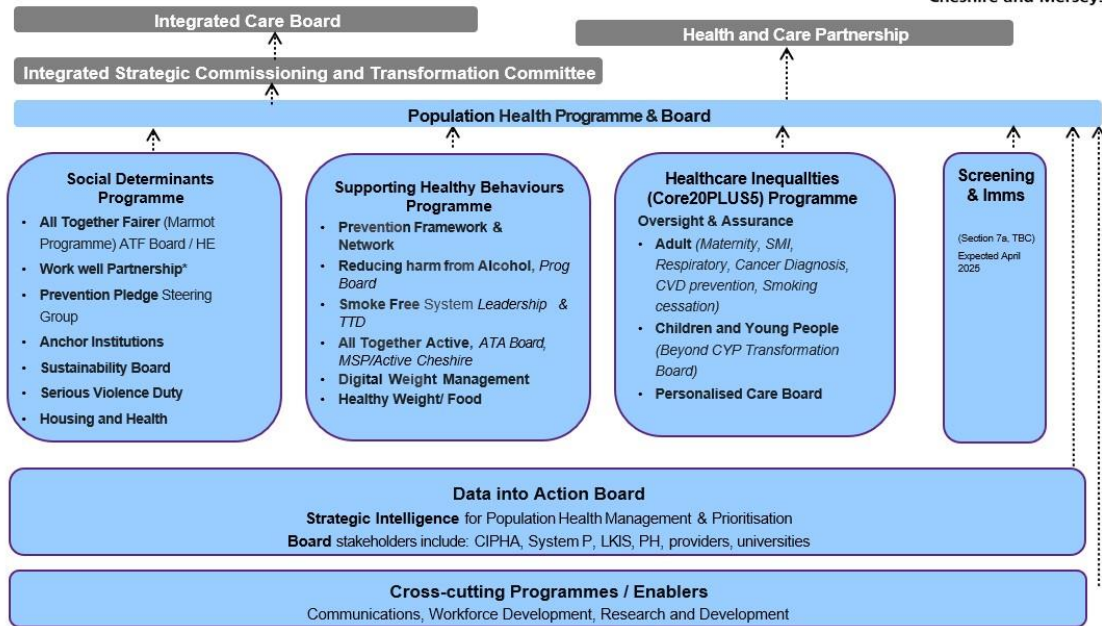 Cheshire and Mersey
Integrated Care Board
Health and Care Partnership
Integrated Strategic Commissioning and Transformation Committee
Population Health Programme & Board
Social Determinants
Programme
• All Together Fairer (Marmot
Programme) ATF Board / HE
• Work well Partnership*
• Prevention Pledge Steering
Group
• Anchor Institutions
• Sustainability Board
• Serious Violence Duty
• Housing and Health
Supporting Healthy Behaviours
Programme
• Prevention Framework &
Network
• Reducing harm from Alcohol, Prog
Board
• Smoke Free System Leadership &
TTD
• All Together Active, ATA Board,
MSP/Active Cheshire
• Digital Weight Management
• Healthy Weight/ Food
Healthcare Inequalities
(Core20PLUS5) Programme
Oversight & Assurance
• Adult (Maternity, SMI,
Respiratory, Cancer Diagnosis,
CVD prevention, Smoking
cessation)
• Children and Young People
(Beyond CYP Transformation
Board)
• Personalised Care Board
Screening
& Imms
(Section 7a, TBC)
Expected April
2025
Data into Action Board
Strategic Intelligence for Population Health Management & Prioritisation
Board stakeholders include: CIPHA, System P, LKIS, PH, providers, universities
Cross-cutting Programmes / Enablers
Communications, Workforce Development, Research and Development